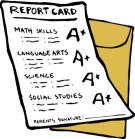 REPORT CARD
MATH SKILLS A+
LANGUAGE ARTS A+
SCIENCE A+
SOCIAL STUDIES A+
PARENTS SIGNATURE: